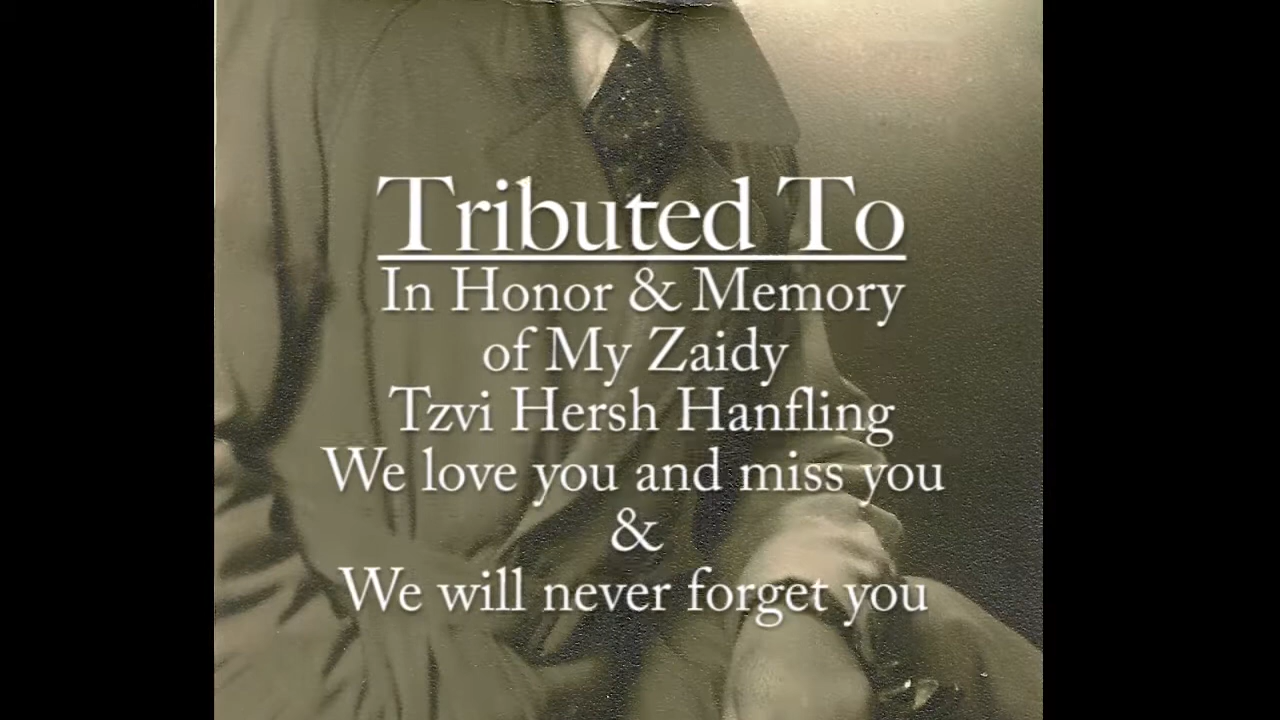 Tributed To
In Honor & Memory
of My Zaidy
Tzvi Hersh Hanfling
We love you and miss you
&
We will never forget you